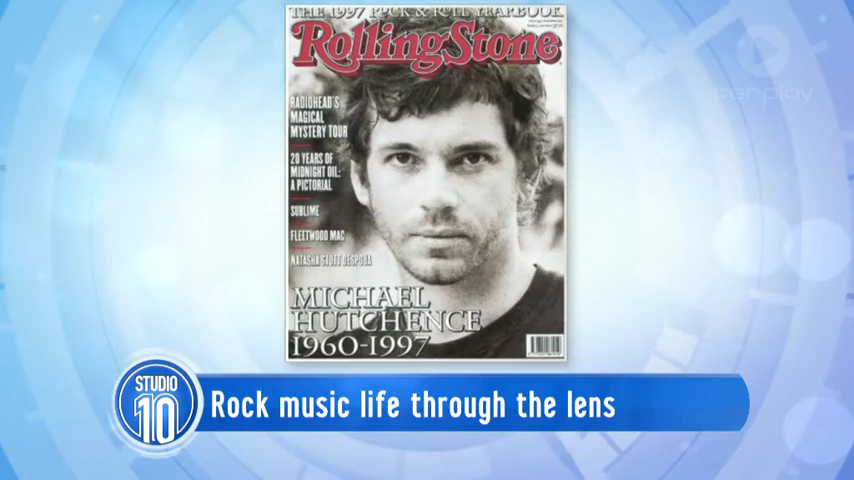 THE 1997 ROCK & ROLL YEARBOOK
RollingStone
tenplay
RADIOHEAD'S
MAGICAL
MYSTERY TOUR
20 YEARS OF
MIDNIGHT OIL:
A PICTORIAL
SUBLIME
FLEETWOOD MAC
NATASHA STOTT DESPOJA
MICHAEL
HUTCHENCE
1960-1997
STUDIO
10
Rock music life through the lens